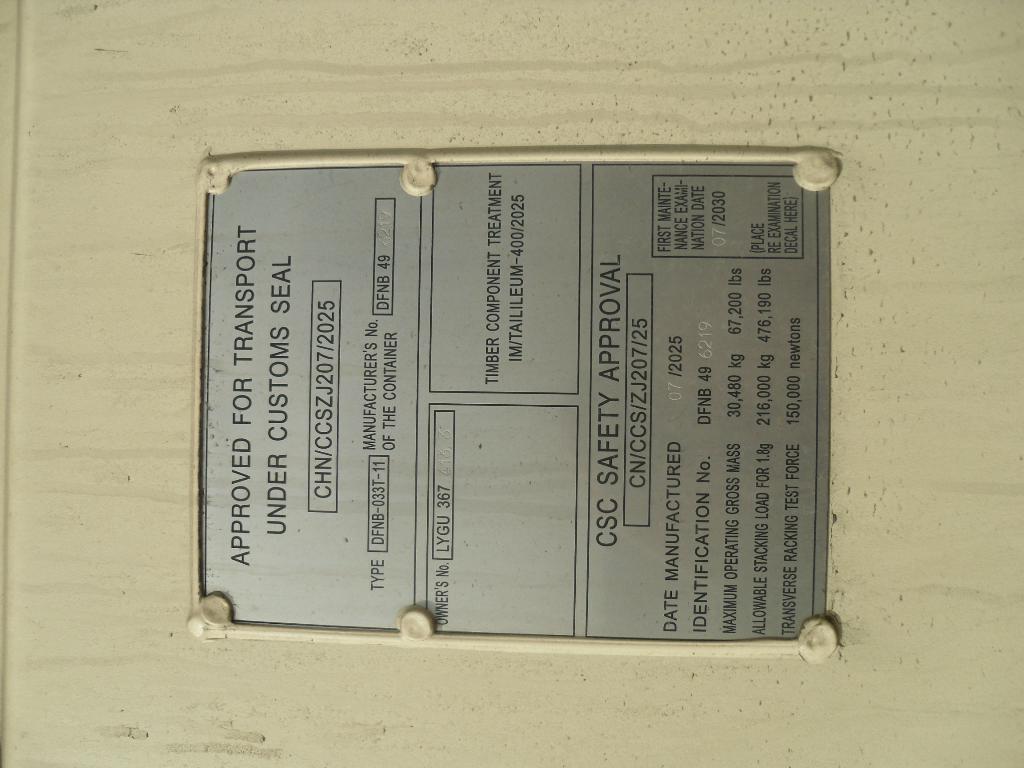 APPROVED FOR TRANSPORT
UNDER CUSTOMS SEAL
CHN/CCSZJ207/2025
TYPE DFNB-033T-11 MANUFACTURER'S No. OF THE CONTAINER DFNB 49 6219
OWNER'S No. LYGU 367
TIMBER COMPONENT TREATMENT
IM/TAILILEUM-400/2025
CSC SAFETY APPROVAL
CN/CCS/ZJ207/25
DATE MANUFACTURED 07 /2025
IDENTIFICATION No. DFNB 49 6219
MAXIMUM OPERATING GROSS MASS 30,480 kg 67,200 lbs
ALLOWABLE STACKING LOAD FOR 1.8g 216,000 kg 476,190 lbs
TRANSVERSE RACKING TEST FORCE 150,000 newtons
FIRST MAINTE-
NANCE EXAMI-
NATION DATE
07/2030
(PLACE
RE EXAMINATION
DECAL HERE)